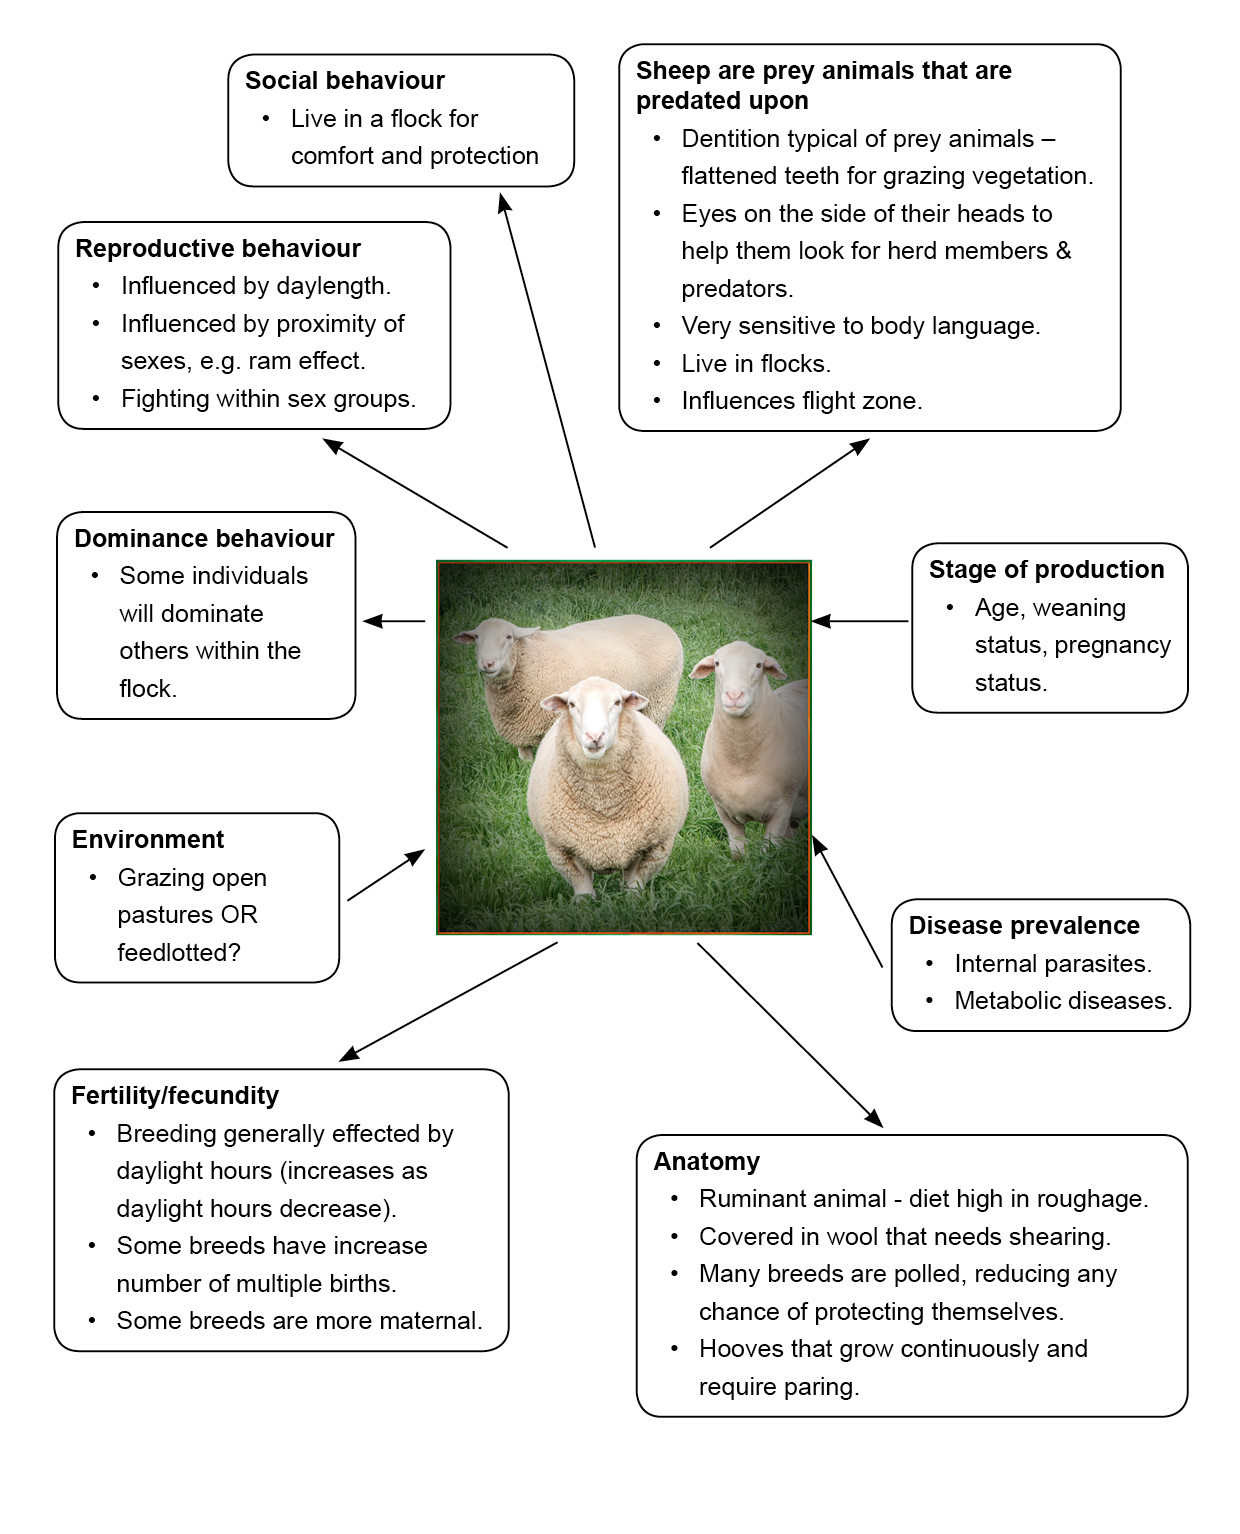 Social behaviour
• Live in a flock for
comfort and protection
Sheep are prey animals that are
predated upon
• Dentition typical of prey animals –
flattened teeth for grazing vegetation.
• Eyes on the side of their heads to
help them look for herd members &
predators.
• Very sensitive to body language.
• Live in flocks.
• Influences flight zone.
Reproductive behaviour
• Influenced by daylength.
• Influenced by proximity of
sexes, e.g. ram effect.
• Fighting within sex groups.
Dominance behaviour
• Some individuals
will dominate
others within the
flock.
Stage of production
• Age, weaning
status, pregnancy
status.
Environment
• Grazing open
pastures OR
feedlotted?
Disease prevalence
• Internal parasites.
• Metabolic diseases.
Fertility/fecundity
• Breeding generally effected by
daylight hours (increases as
daylight hours decrease).
• Some breeds have increase
number of multiple births.
• Some breeds are more maternal.
Anatomy
• Ruminant animal - diet high in roughage.
• Covered in wool that needs shearing.
• Many breeds are polled, reducing any
chance of protecting themselves.
• Hooves that grow continuously and
require paring.